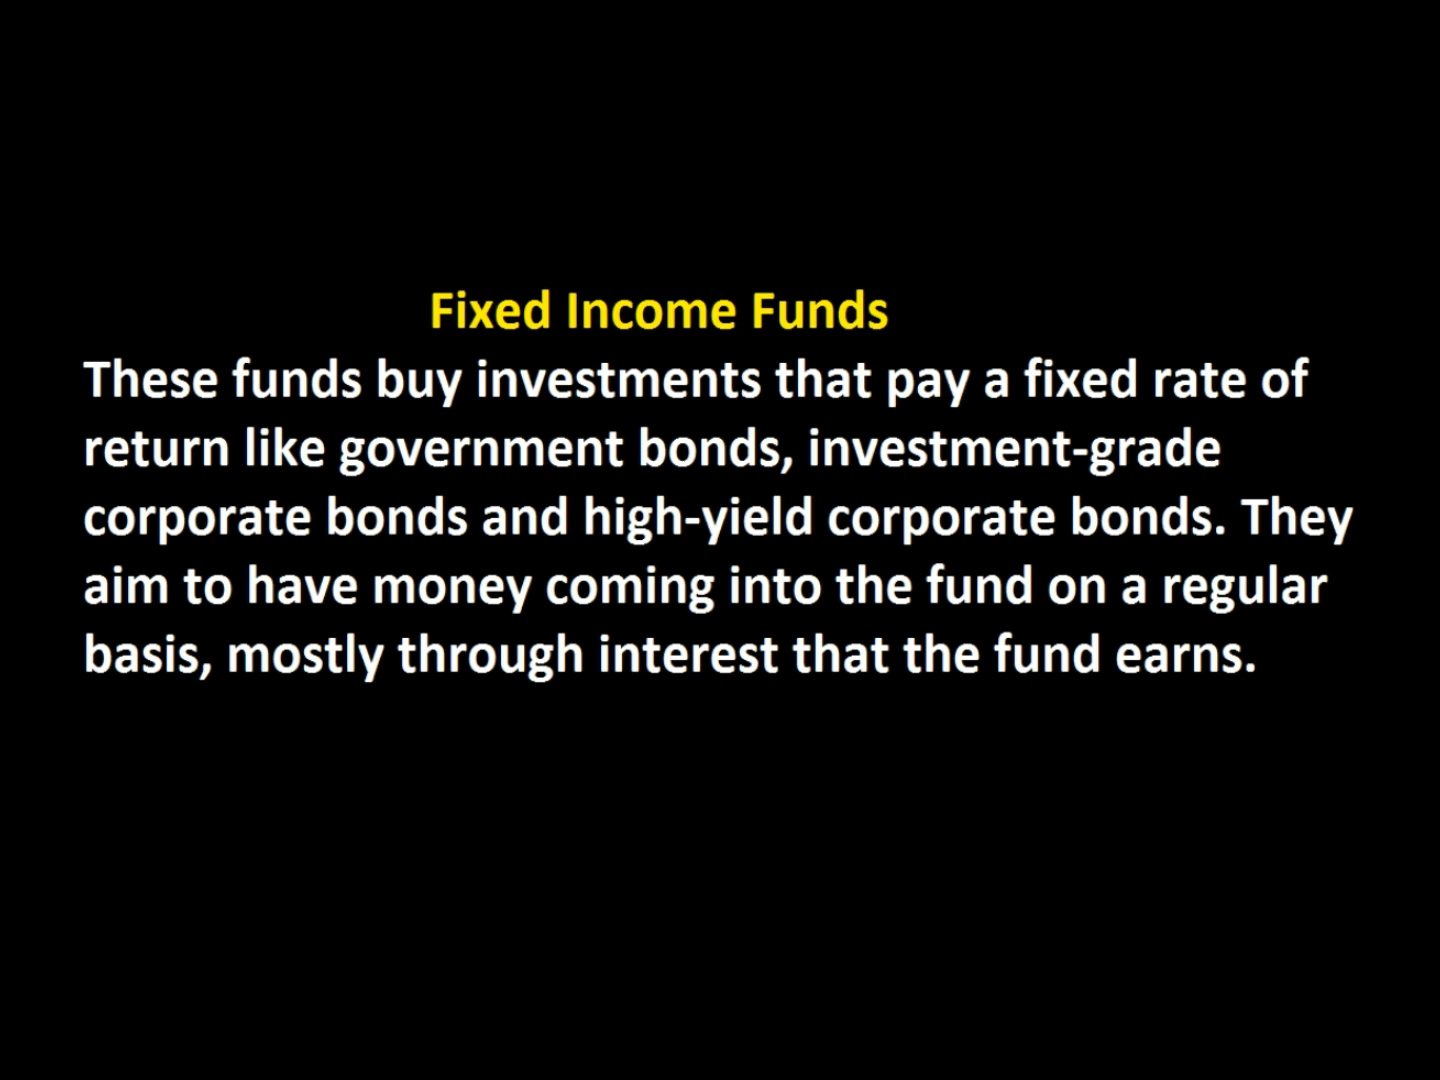 Fixed Income Funds
These funds buy investments that pay a fixed rate of
return like government bonds, investment-grade
corporate bonds and high-yield corporate bonds. They
aim to have money coming into the fund on a regular
basis, mostly through interest that the fund earns.